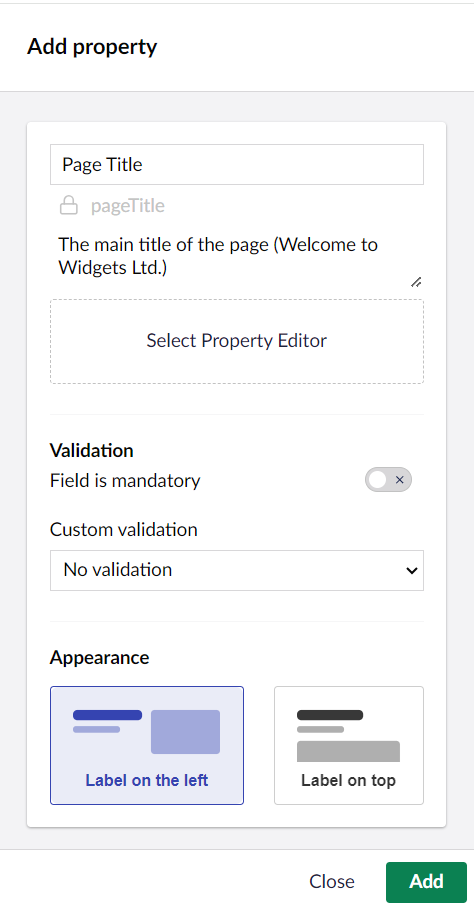 Add property
Page Title
pageTitle
The main title of the page (Welcome to
Widgets Ltd.)
Select Property Editor
Validation
Field is mandatory
Custom validation
No validation
Appearance
Label on the left
Label on top
Close
Add